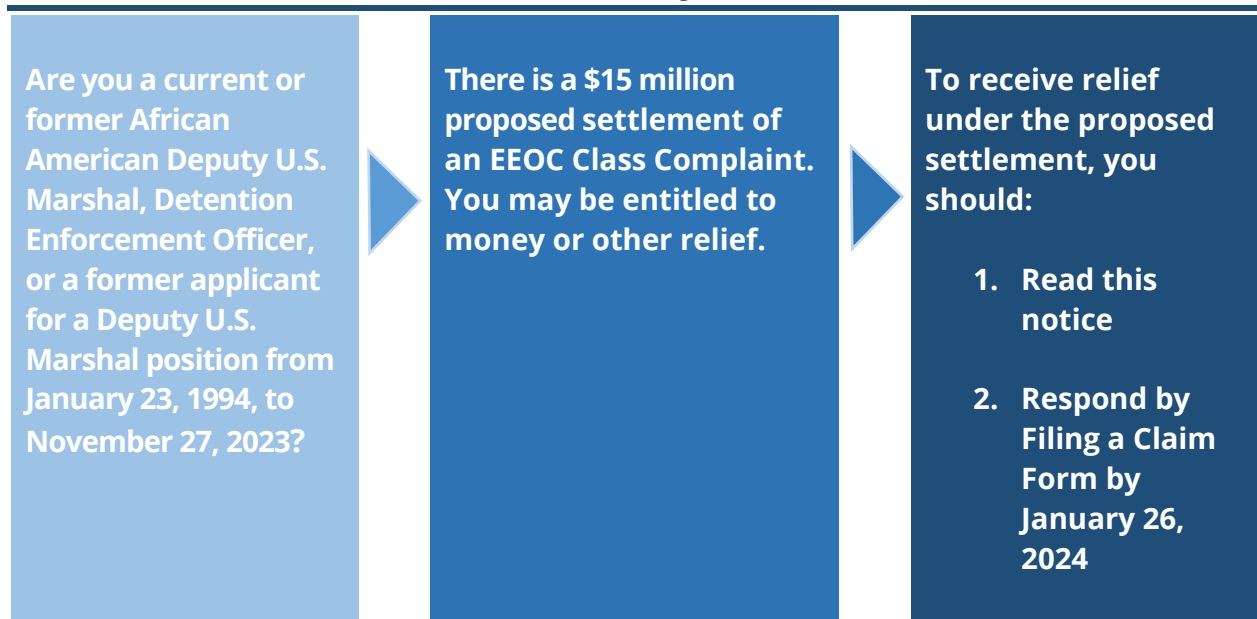 Are you a current or
former African
American Deputy U.S.
Marshal, Detention
Enforcement Officer,
or a former applicant
for a Deputy U.S.
Marshal position from
January 23, 1994, to
November 27, 2023?
There is a $15 million
proposed settlement of
an EEOC Class Complaint.
You may be entitled to
money or other relief.
To receive relief
under the proposed
settlement, you
should:
1. Read this
notice
2. Respond by
Filing a Claim
Form by
January 26,
2024